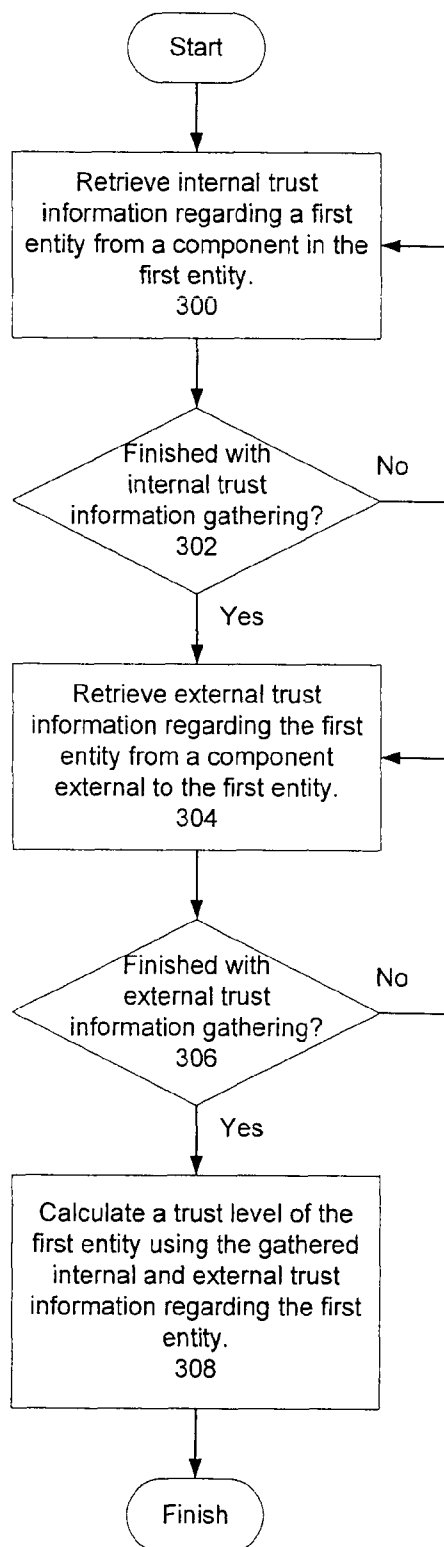 Start
Retrieve internal trust
information regarding a first
entity from a component in the
first entity.
300
Finished with
internal trust
information gathering?
302
No
Yes
Retrieve external trust
information regarding the first
entity from a component
external to the first entity.
304
Finished with
external trust
information gathering?
306
No
Yes
Calculate a trust level of the
first entity using the gathered
internal and external trust
information regarding the first
entity.
308
Finish